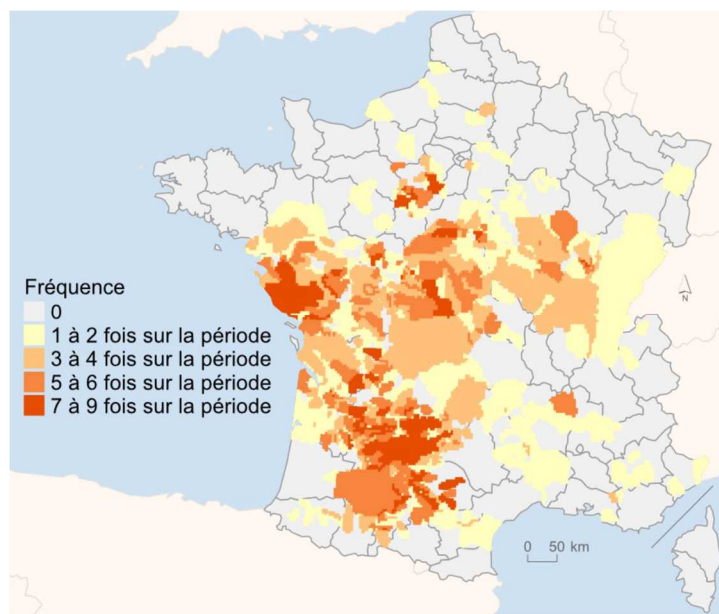 Fréquence
0
1 à 2 fois sur la période
3 à 4 fois sur la période
5 à 6 fois sur la période
7 à 9 fois sur la période
N
0 50 km